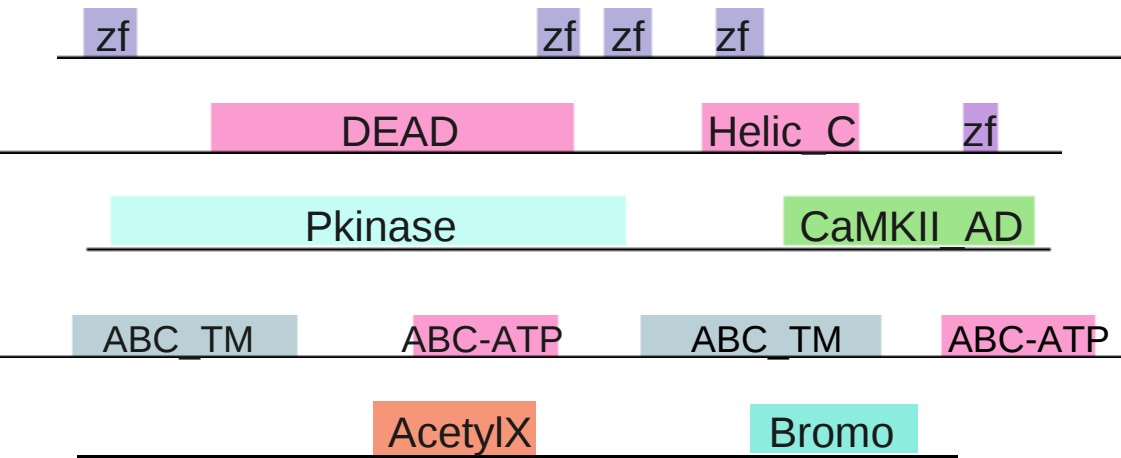 zf zf zf zf
DEAD Helic_C zf
Pkinase CaMKII_AD
ABC_TM ABC-ATP ABC_TM ABC-ATP
AcetylX Bromo